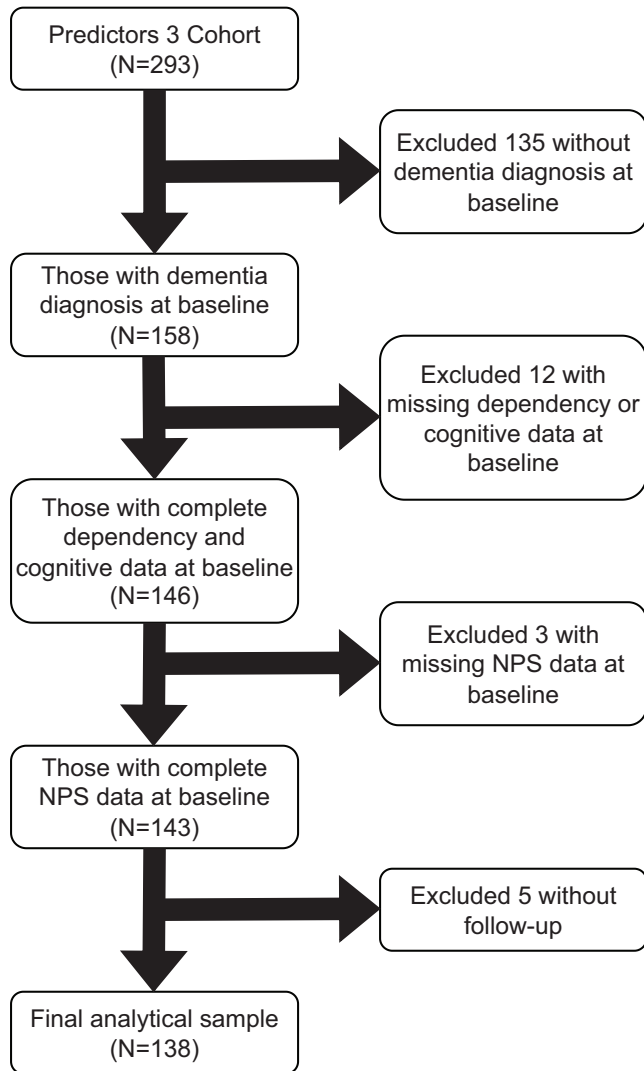 Predictors 3 Cohort
(N=293)
Excluded 135 without
dementia diagnosis at
baseline
Those with dementia
diagnosis at baseline
(N=158)
Excluded 12 with
missing dependency or
cognitive data at
baseline
Those with complete
dependency and
cognitive data at baseline
(N=146)
Excluded 3 with
missing NPS data at
baseline
Those with complete
NPS data at baseline
(N=143)
Excluded 5 without
follow-up
Final analytical sample
(N=138)